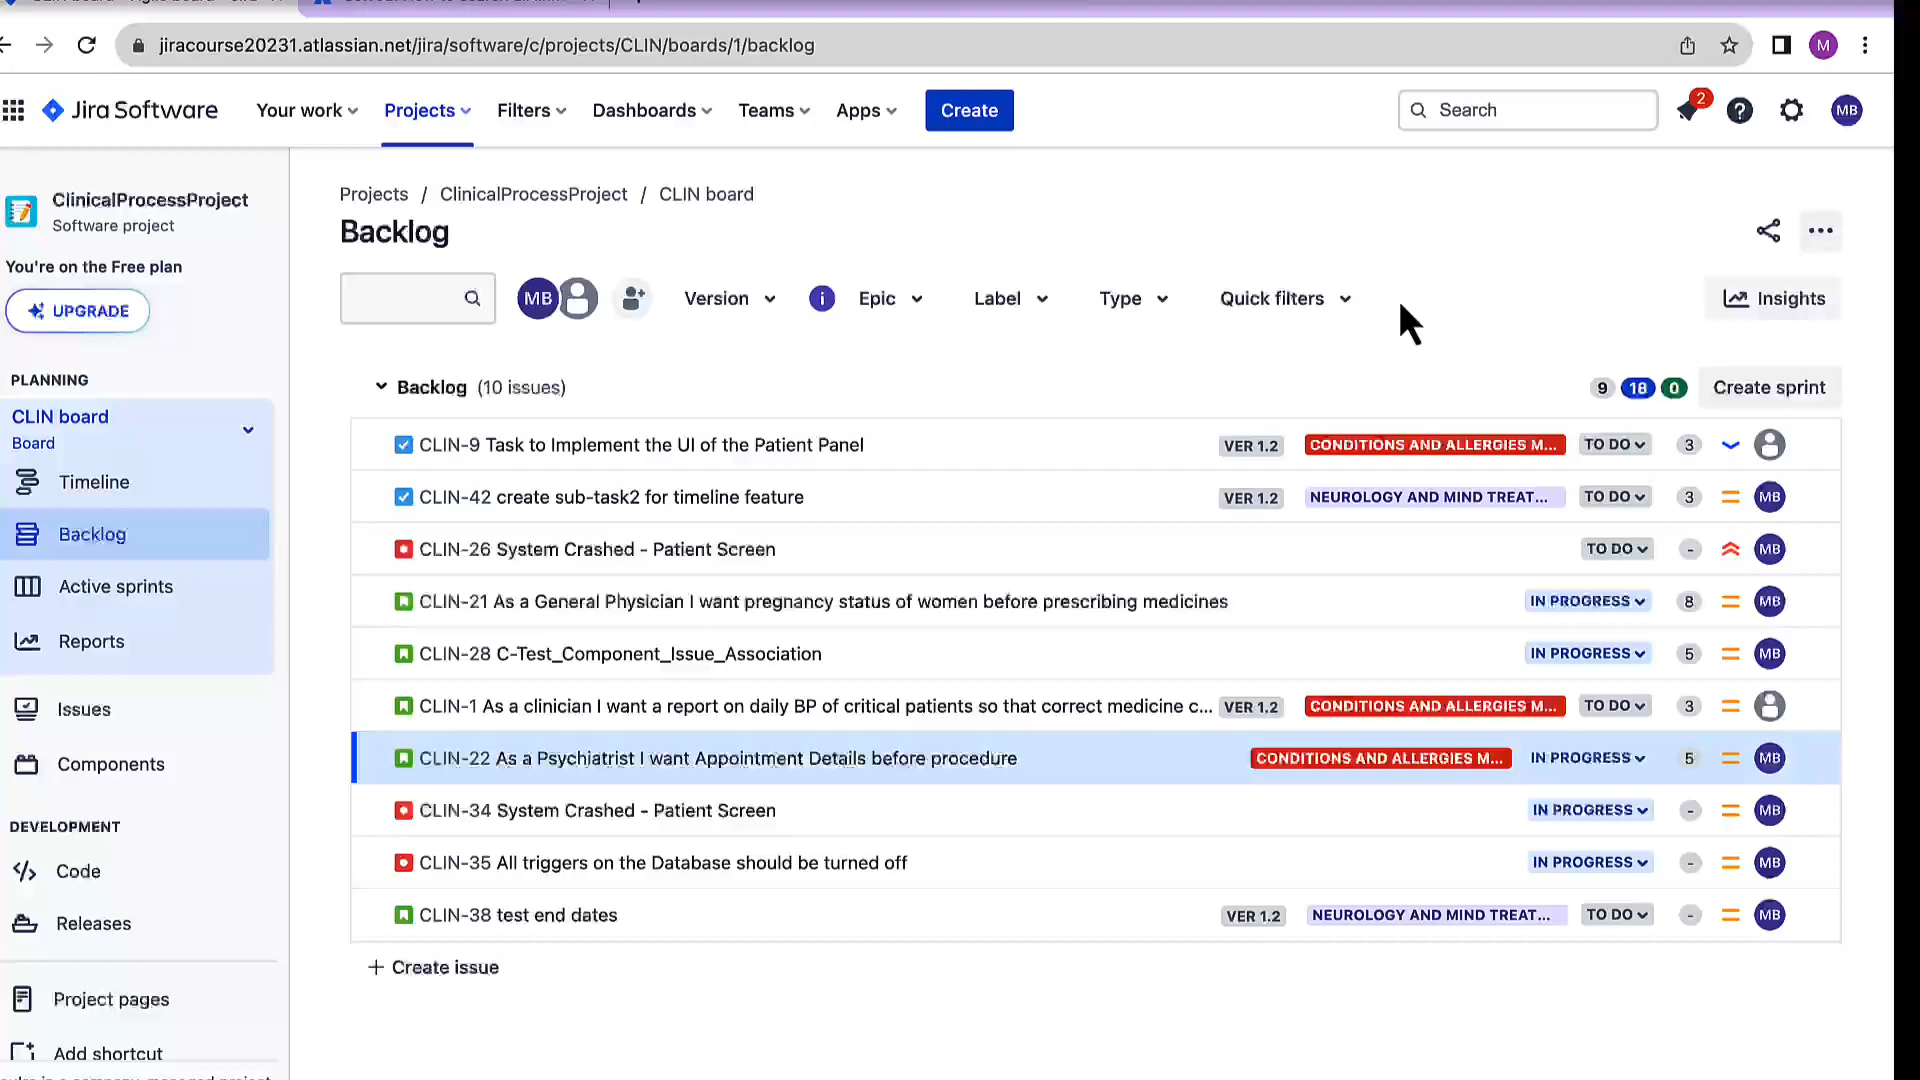 jiracourse20231.atlassian.net/jira/software/c/projects/CLIN/boards/1/backlog
M
Jira Software
Your work
Projects
Filters
Dashboards
Teams
Apps
Create
Search
2
MB
ClinicalProcessProject
Software project
You're on the Free plan
UPGRADE
PLANNING
CLIN board
Board
Timeline
Backlog
Active sprints
Reports
Issues
Components
DEVELOPMENT
Code
Releases
Project pages
Add shortcut
Projects / ClinicalProcessProject / CLIN board
Backlog
MB
Version
Epic
Label
Type
Quick filters
Insights
Backlog (10 issues)
9 18 0
Create sprint
CLIN-9 Task to Implement the UI of the Patient Panel VER 1.2 CONDITIONS AND ALLERGIES M... TO DO 3
CLIN-42 create sub-task2 for timeline feature VER 1.2 NEUROLOGY AND MIND TREAT... TO DO 3 MB
CLIN-26 System Crashed - Patient Screen TO DO - MB
CLIN-21 As a General Physician I want pregnancy status of women before prescribing medicines IN PROGRESS 8 MB
CLIN-28 C-Test_Component_Issue_Association IN PROGRESS 5 MB
CLIN-1 As a clinician I want a report on daily BP of critical patients so that correct medicine c... VER 1.2 CONDITIONS AND ALLERGIES M... TO DO 3
CLIN-22 As a Psychiatrist I want Appointment Details before procedure CONDITIONS AND ALLERGIES M... IN PROGRESS 5 MB
CLIN-34 System Crashed - Patient Screen IN PROGRESS - MB
CLIN-35 All triggers on the Database should be turned off IN PROGRESS - MB
CLIN-38 test end dates VER 1.2 NEUROLOGY AND MIND TREAT... TO DO - MB
+ Create issue